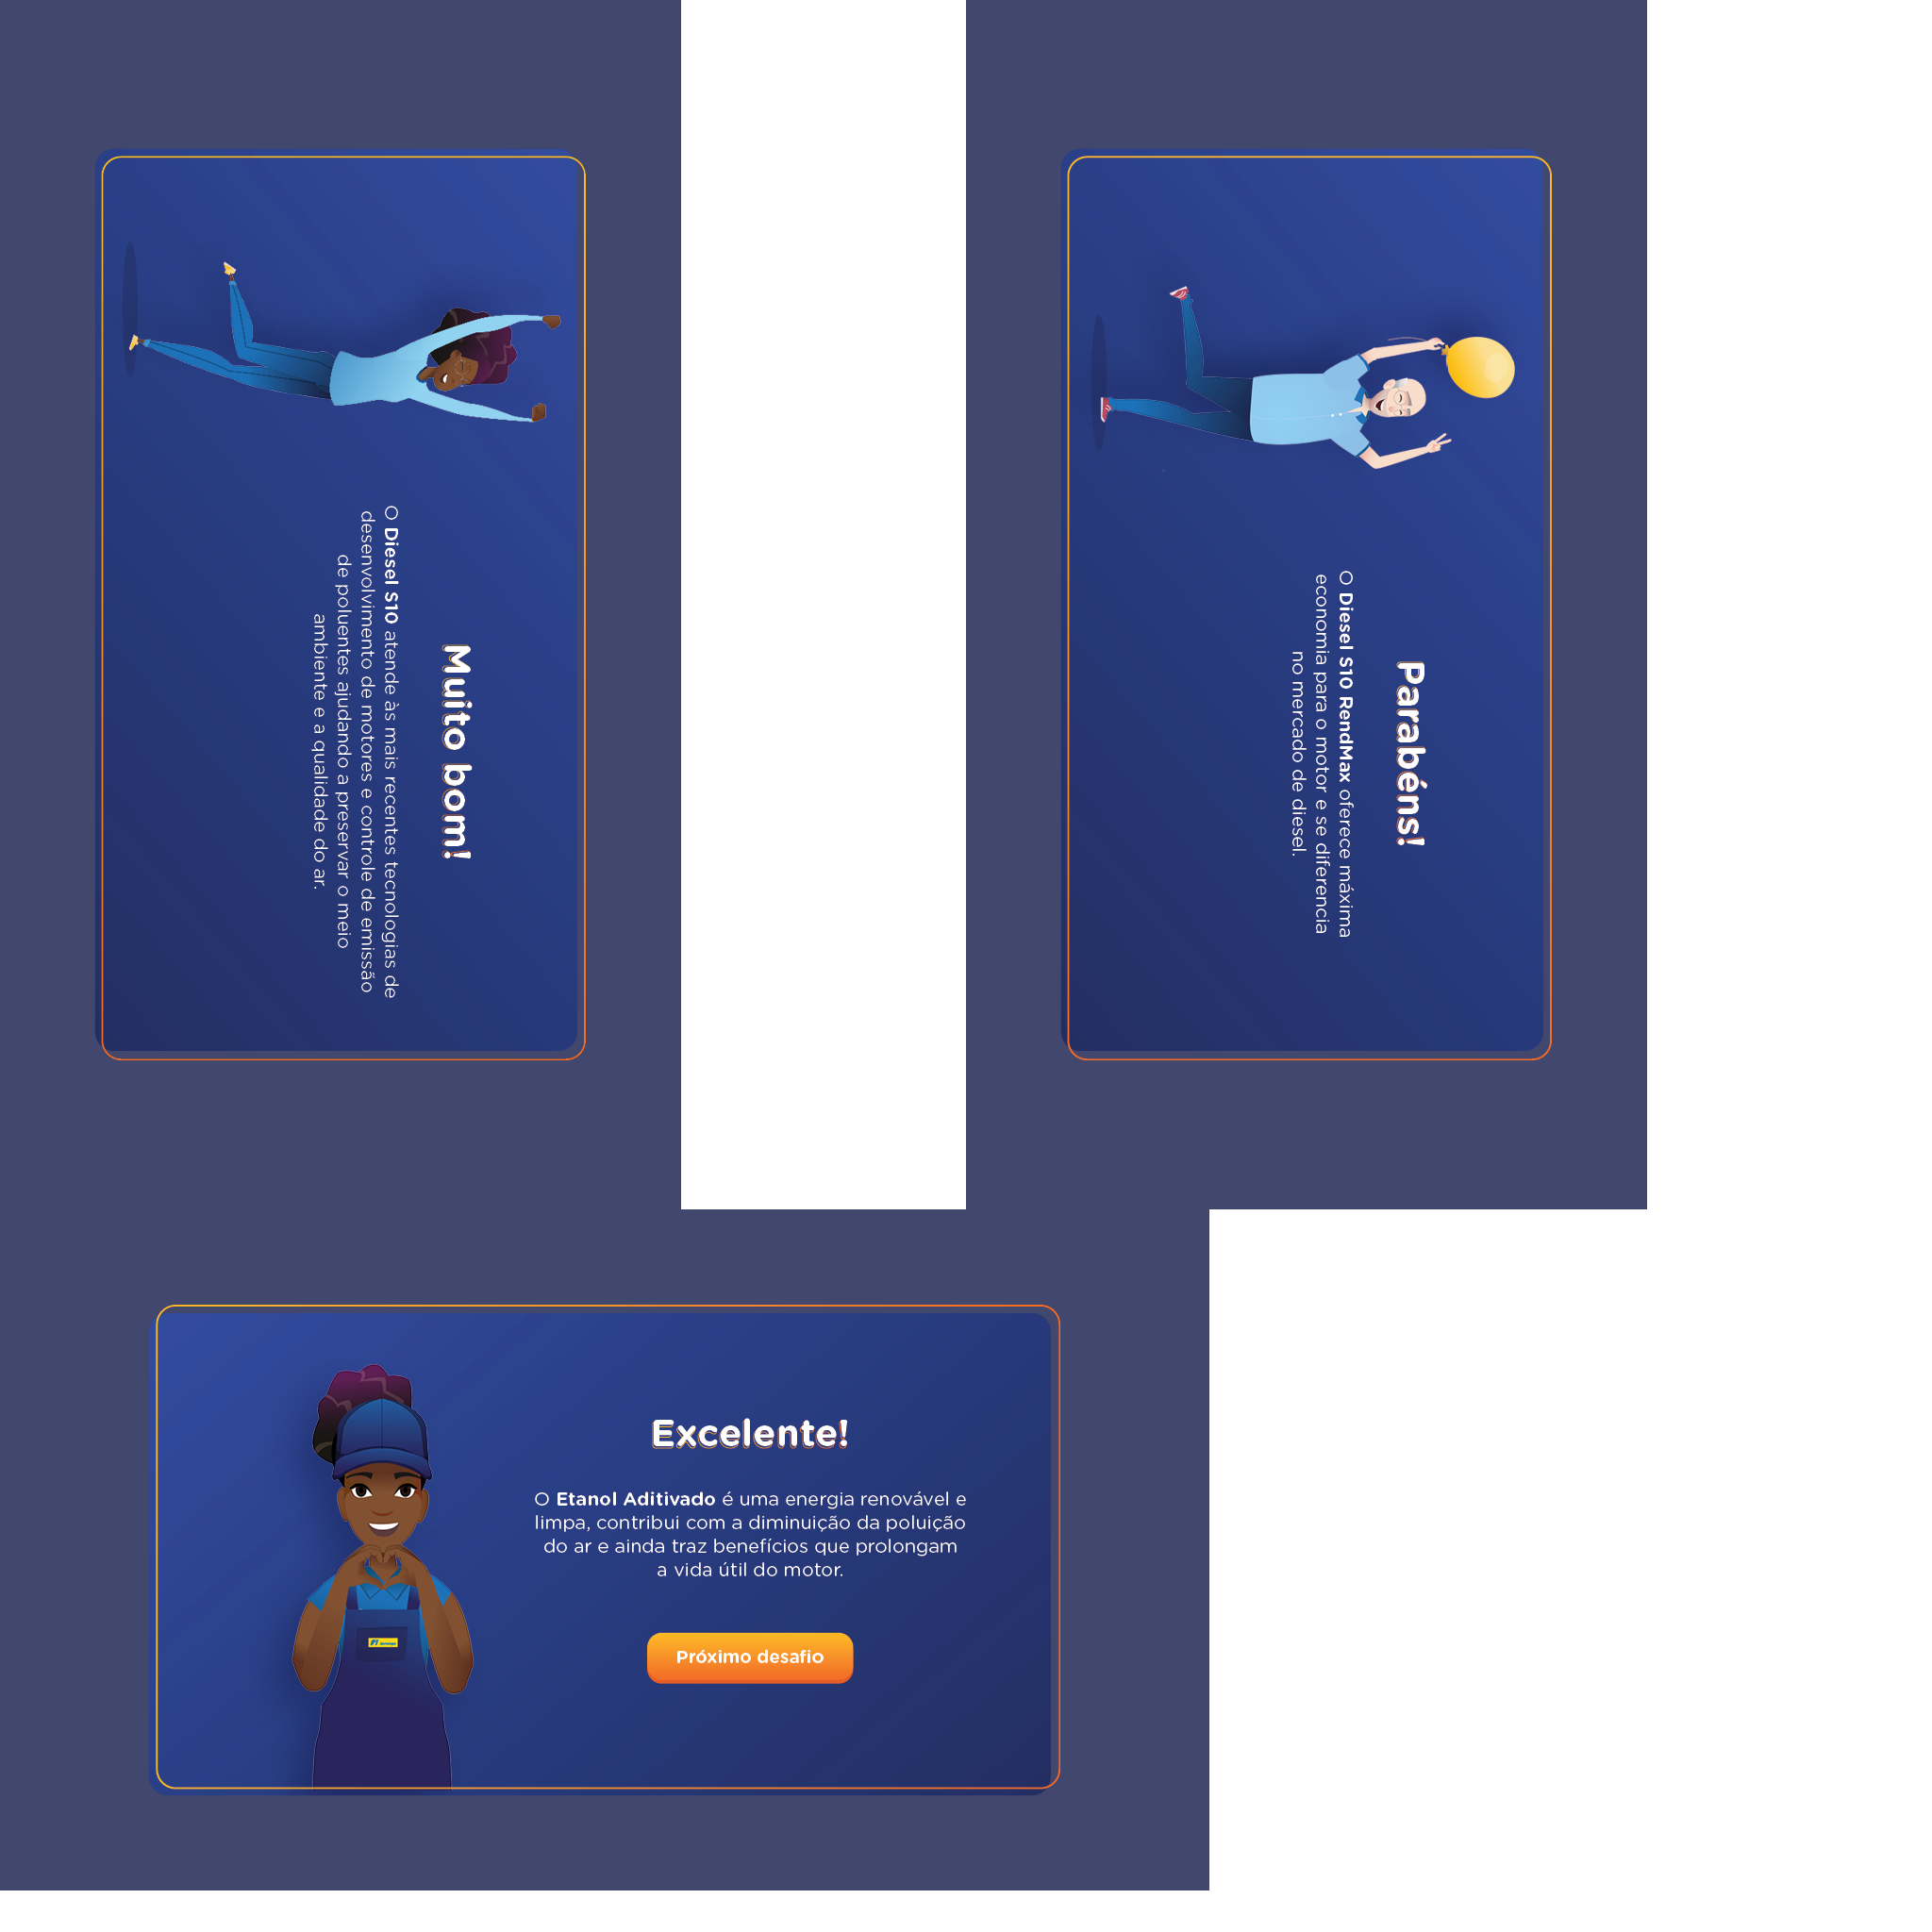 Muito bom!
O Diesel S10 atende às mais recentes tecnologias de
desenvolvimento de motores e controle de emissão
de poluentes ajudando a preservar o meio
ambiente e a qualidade do ar.
Parabéns!
O Diesel S10 RendMax oferece máxima
economia para o motor e se diferencia
no mercado de diesel.
Excelente!
O Etanol Aditivado é uma energia renovável e
limpa, contribui com a diminuição da poluição
do ar e ainda traz benefícios que prolongam
a vida útil do motor.
Próximo desafio